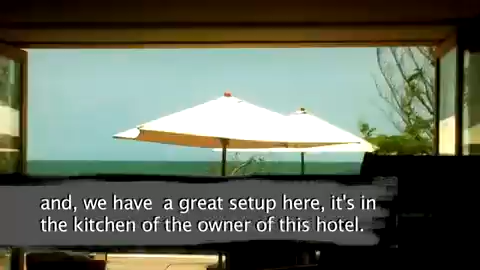 and, we have  a great setup here, it's in
the kitchen of the owner of this hotel.